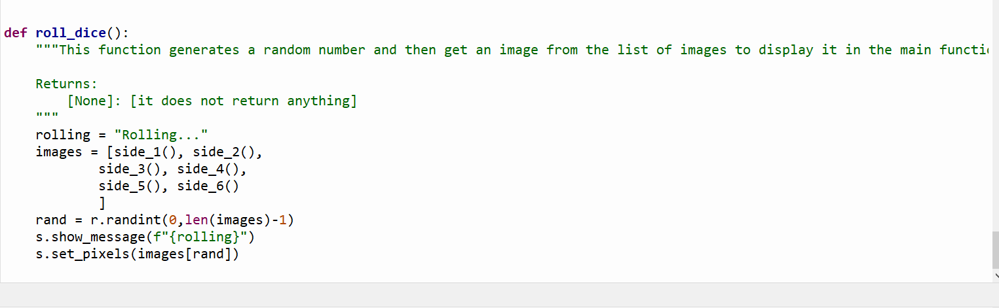 def roll_dice():
    """This function generates a random number and then get an image from the list of images to display it in the main functi
    Returns:
        [None]: [it does not return anything]
    """
    rolling = "Rolling..."
    images = [side_1(), side_2(),
            side_3(), side_4(),
            side_5(), side_6()
            ]
    rand = r.randint(0,len(images)-1)
    s.show_message(f"{rolling}")
    s.set_pixels(images[rand])